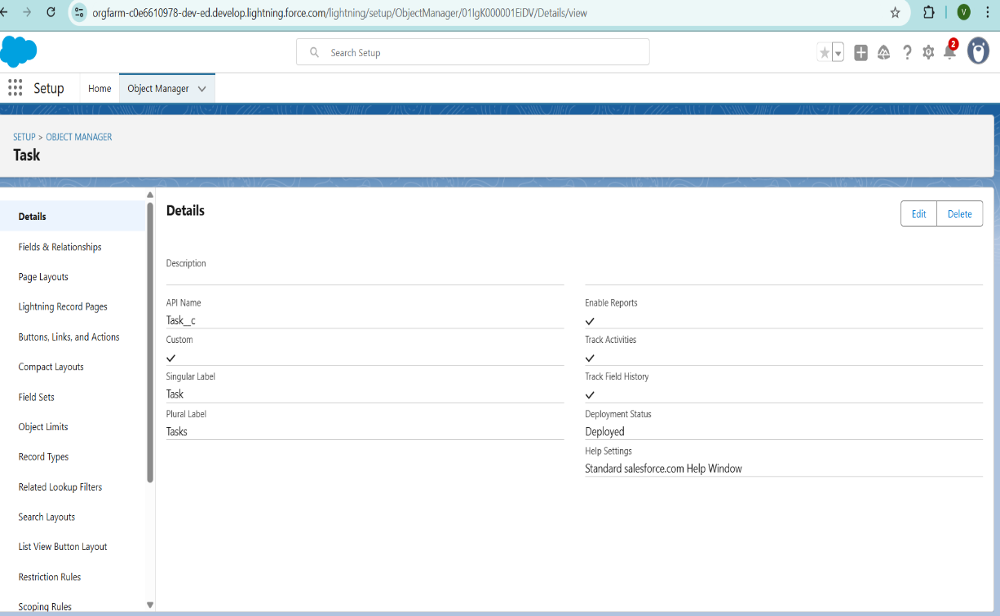 orgfarm-c0e6610978-dev-ed.develop.lightning.force.com/lightning/setup/ObjectManager/01IgK000001EiDV/Details/view
V
Search Setup
2
Setup
Home
Object Manager
SETUP > OBJECT MANAGER
Task
Details
Fields & Relationships
Page Layouts
Lightning Record Pages
Buttons, Links, and Actions
Compact Layouts
Field Sets
Object Limits
Record Types
Related Lookup Filters
Search Layouts
List View Button Layout
Restriction Rules
Scoping Rules
Details
Edit
Delete
Description
API Name
Task__c
Custom
Singular Label
Task
Plural Label
Tasks
Enable Reports
Track Activities
Track Field History
Deployment Status
Deployed
Help Settings
Standard salesforce.com Help Window